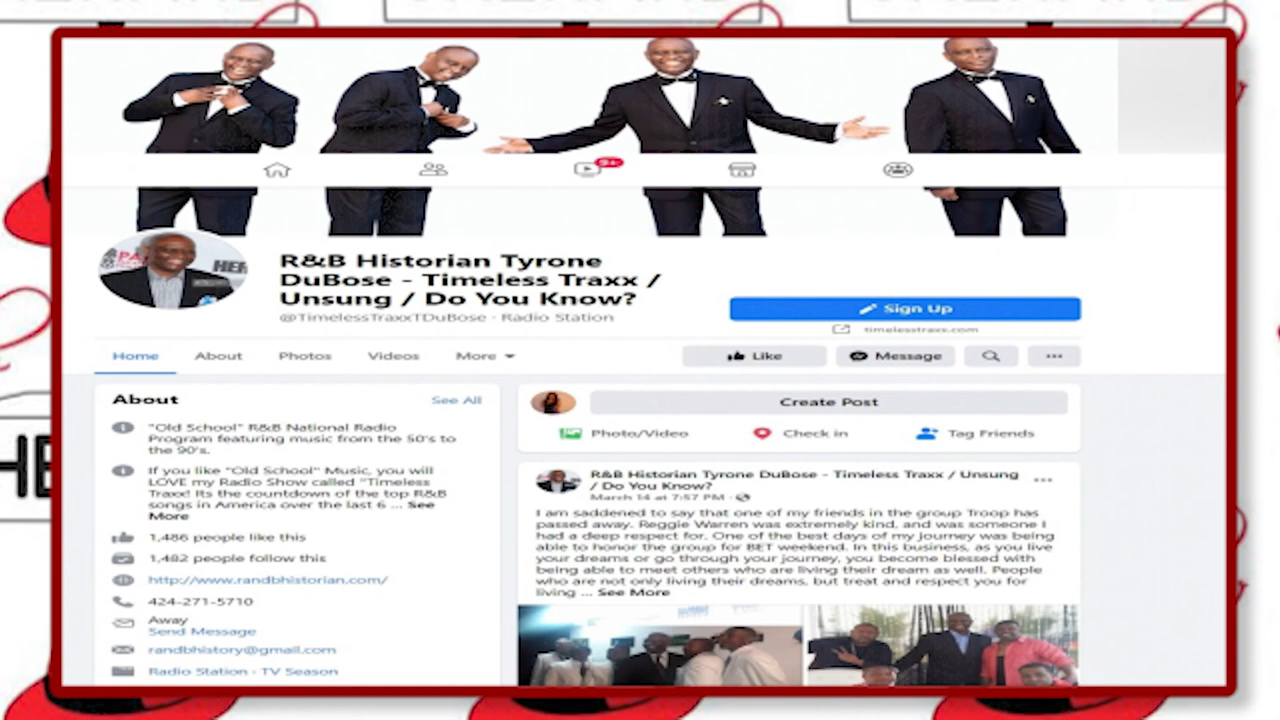 9+
R&B Historian Tyrone
DuBose - Timeless Traxx /
Unsung / Do You Know?
@TimelessTraxxTDuBose · Radio Station
Sign Up
timelesstraxx.com
Home
About
Photos
Videos
More
Like
Message
...
About
See All
"Old School" R&B National Radio
Program featuring music from the 50's to
the 90's.
If you like "Old School" Music, you will
LOVE my Radio Show called "Timeless
Traxx! Its the countdown of the top R&B
songs in America over the last 6 ... See
More
1,486 people like this
1,482 people follow this
http://www.randbhistorian.com/
424-271-5710
Away
Send Message
randbhistory@gmail.com
Radio Station · TV Season
Create Post
Photo/Video
Check in
Tag Friends
R&B Historian Tyrone DuBose - Timeless Traxx / Unsung
/ Do You Know?
...
March 14 at 7:57 PM ·
I am saddened to say that one of my friends in the group Troop has
passed away. Reggie Warren was extremely kind, and was someone I
had a deep respect for. One of the best days of my journey was being
able to honor the group for BET weekend. In this business, as you live
your dreams or go through your journey, you become blessed with
being able to meet others who are living their dream as well. People
who are not only living their dreams, but treat and respect you for
living ... See More